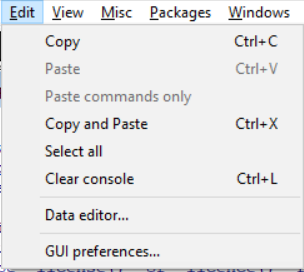 Edit View Misc Packages Windows
Copy Ctrl+C
Paste Ctrl+V
Paste commands only
Copy and Paste Ctrl+X
Select all
Clear console Ctrl+L
Data editor...
GUI preferences...